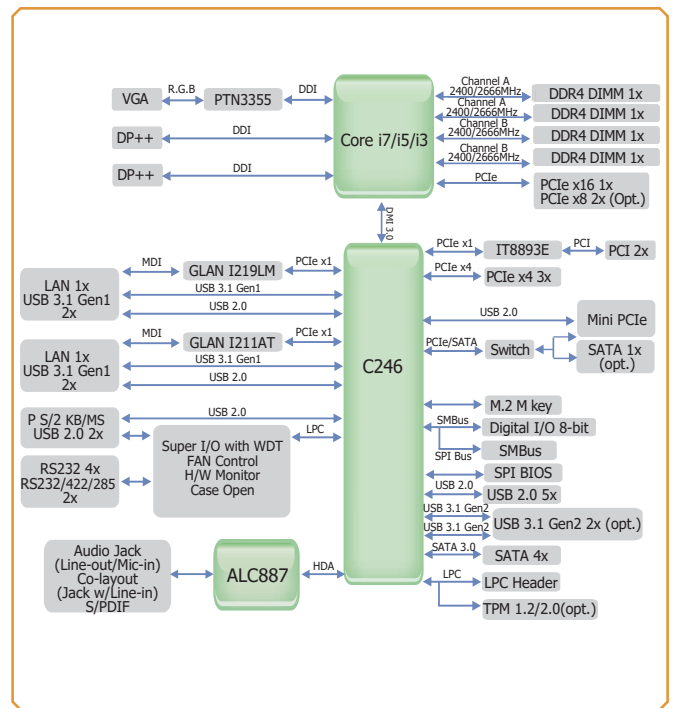 VGA
R.G.B
PTN3355
DDI
DP++
DDI
DP++
DDI
Core i7/i5/i3
Channel A
2400/2666MHz
DDR4 DIMM 1x
Channel A
2400/2666MHz
DDR4 DIMM 1x
Channel B
2400/2666MHz
DDR4 DIMM 1x
Channel B
2400/2666MHz
DDR4 DIMM 1x
PCIe
PCIe x16 1x
PCIe x8 2x (Opt.)
DMI 3.0
LAN 1x
USB 3.1 Gen1
2x
MDI
GLAN I219LM
PCIe x1
USB 3.1 Gen1
USB 2.0
LAN 1x
USB 3.1 Gen1
2x
MDI
GLAN I211AT
PCIe x1
USB 3.1 Gen1
USB 2.0
P S/2 KB/MS
USB 2.0 2x
USB 2.0
RS232 4x
RS232/422/285
2x
Super I/O with WDT
FAN Control
H/W Monitor
Case Open
LPC
Audio Jack
(Line-out/Mic-in)
Co-layout
(Jack w/Line-in)
S/PDIF
ALC887
HDA
C246
PCIe x1
IT8893E
PCI
PCI 2x
PCIe x4
PCIe x4 3x
USB 2.0
Mini PCIe
PCIe/SATA
Switch
SATA 1x
(opt.)
M.2 M key
SMBus
Digital I/O 8-bit
SPI Bus
SMBus
SPI BIOS
USB 2.0
USB 2.0 5x
USB 3.1 Gen2
USB 3.1 Gen2
USB 3.1 Gen2 2x (opt.)
SATA 3.0
SATA 4x
LPC
LPC Header
TPM 1.2/2.0(opt.)